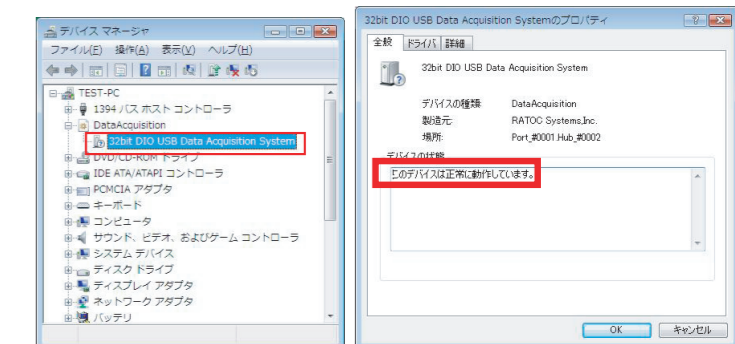 デバイス マネージャ
ファイル(F) 操作(A) 表示(V) ヘルプ(H)
TEST-PC
1394 バス ホスト コントローラ
DataAcquisition
32bit DIO USB Data Acquisition System
DVD/CD-ROM ドライブ
IDE ATA/ATAPI コントローラ
PCMCIA アダプタ
キーボード
コンピュータ
サウンド、ビデオ、およびゲーム コントローラ
システム デバイス
ディスク ドライブ
ディスプレイ アダプタ
ネットワーク アダプタ
バッテリ
32bit DIO USB Data Acquisition Systemのプロパティ
全般 ドライバ 詳細
32bit DIO USB Data Acquisition System
デバイスの種類: DataAcquisition
製造元: RATOC Systems,Inc.
場所: Port_#0001.Hub_#0002
デバイスの状態
このデバイスは正常に動作しています。
OK キャンセル